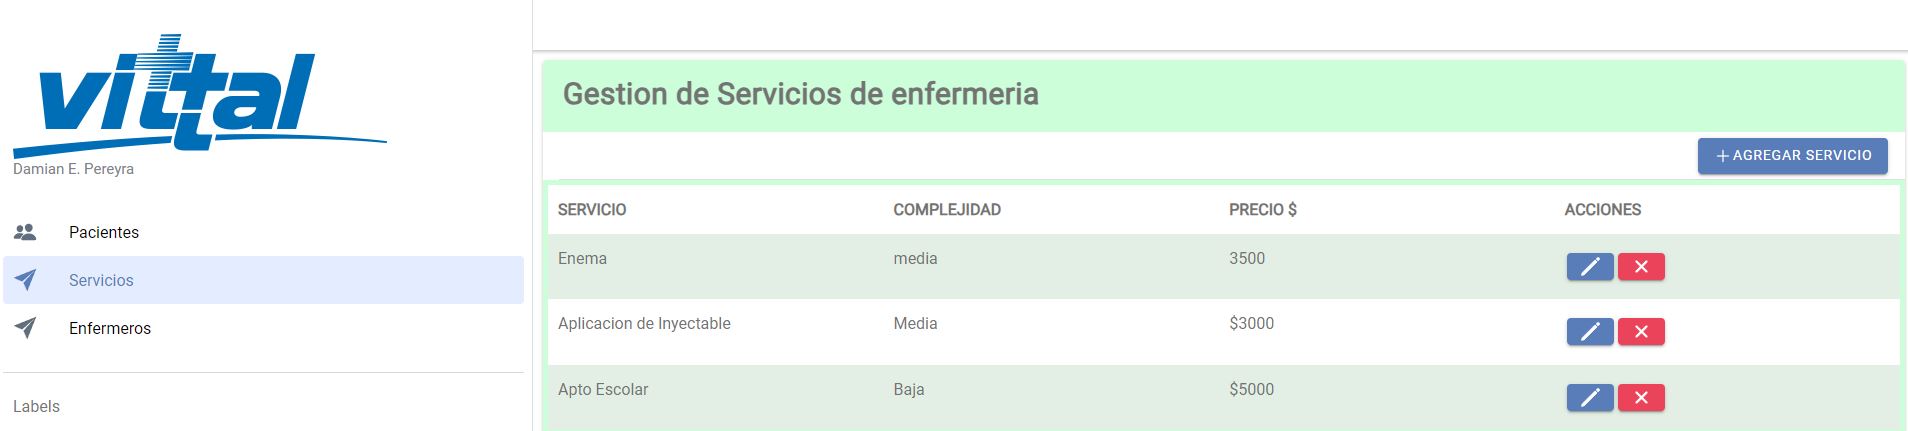 vittal
Damian E. Pereyra
Pacientes
Servicios
Enfermeros
Labels
Gestion de Servicios de enfermeria
AGREGAR SERVICIO
SERVICIO COMPLEJIDAD PRECIO $ ACCIONES
Enema media 3500
Aplicacion de Inyectable Media $3000
Apto Escolar Baja $5000